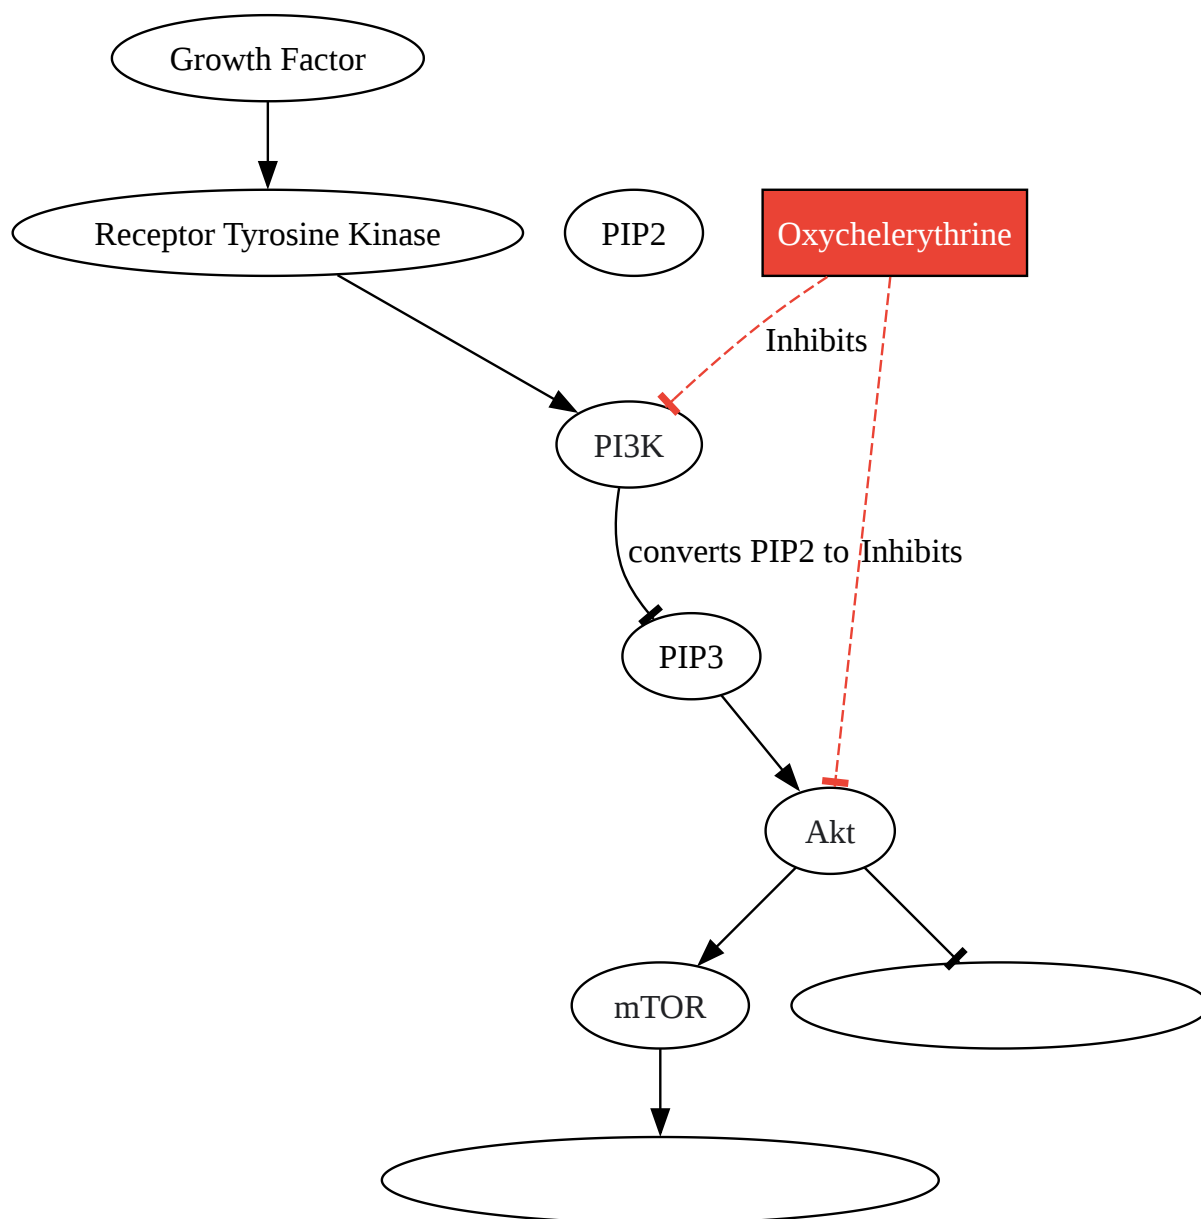 Growth Factor
Receptor Tyrosine Kinase
PIP2
Oxychelerythrine
Inhibits
PI3K
converts PIP2 to
Inhibits
PIP3
Akt
mTOR